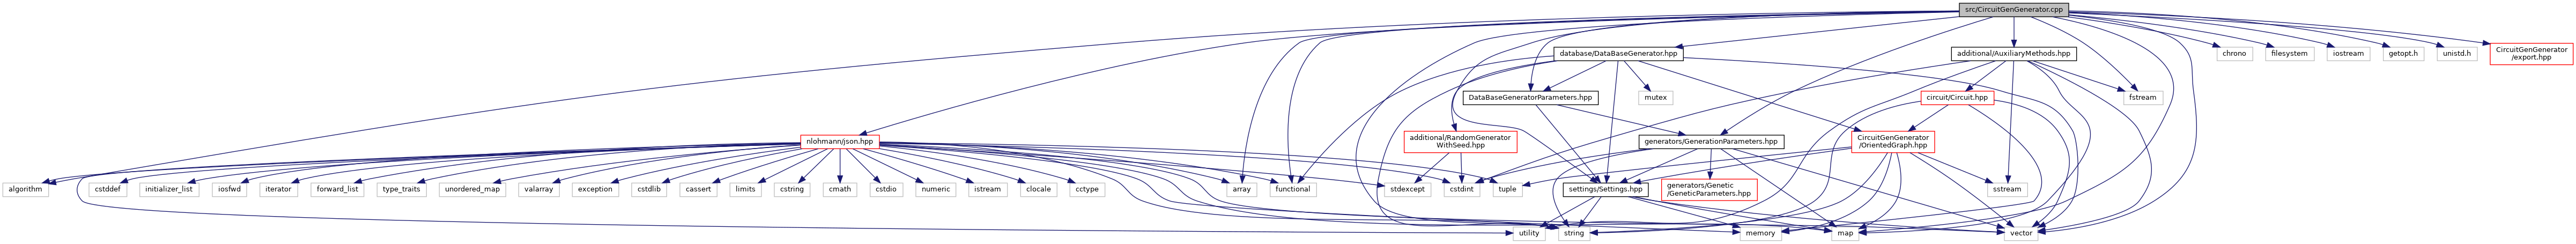 src/CircuitGenGenerator.cpp
database/DataBaseGenerator.hpp
additional/AuxiliaryMethods.hpp
chrono
filesystem
iostream
getopt.h
unistd.h
CircuitGenGenerator
/export.hpp
DataBaseGeneratorParameters.hpp
mutex
circuit/Circuit.hpp
fstream
nlohmann/json.hpp
additional/RandomGenerator
WithSeed.hpp
generators/GenerationParameters.hpp
CircuitGenGenerator
/OrientedGraph.hpp
algorithm
cstddef
initializer_list
iosfwd
iterator
forward_list
type_traits
unordered_map
valarray
exception
cstdlib
cassert
limits
cstring
cmath
cstdio
numeric
istream
clocale
cctype
array
functional
stdexcept
cstdint
tuple
settings/Settings.hpp
generators/Genetic
/GeneticParameters.hpp
sstream
utility
string
memory
map
vector